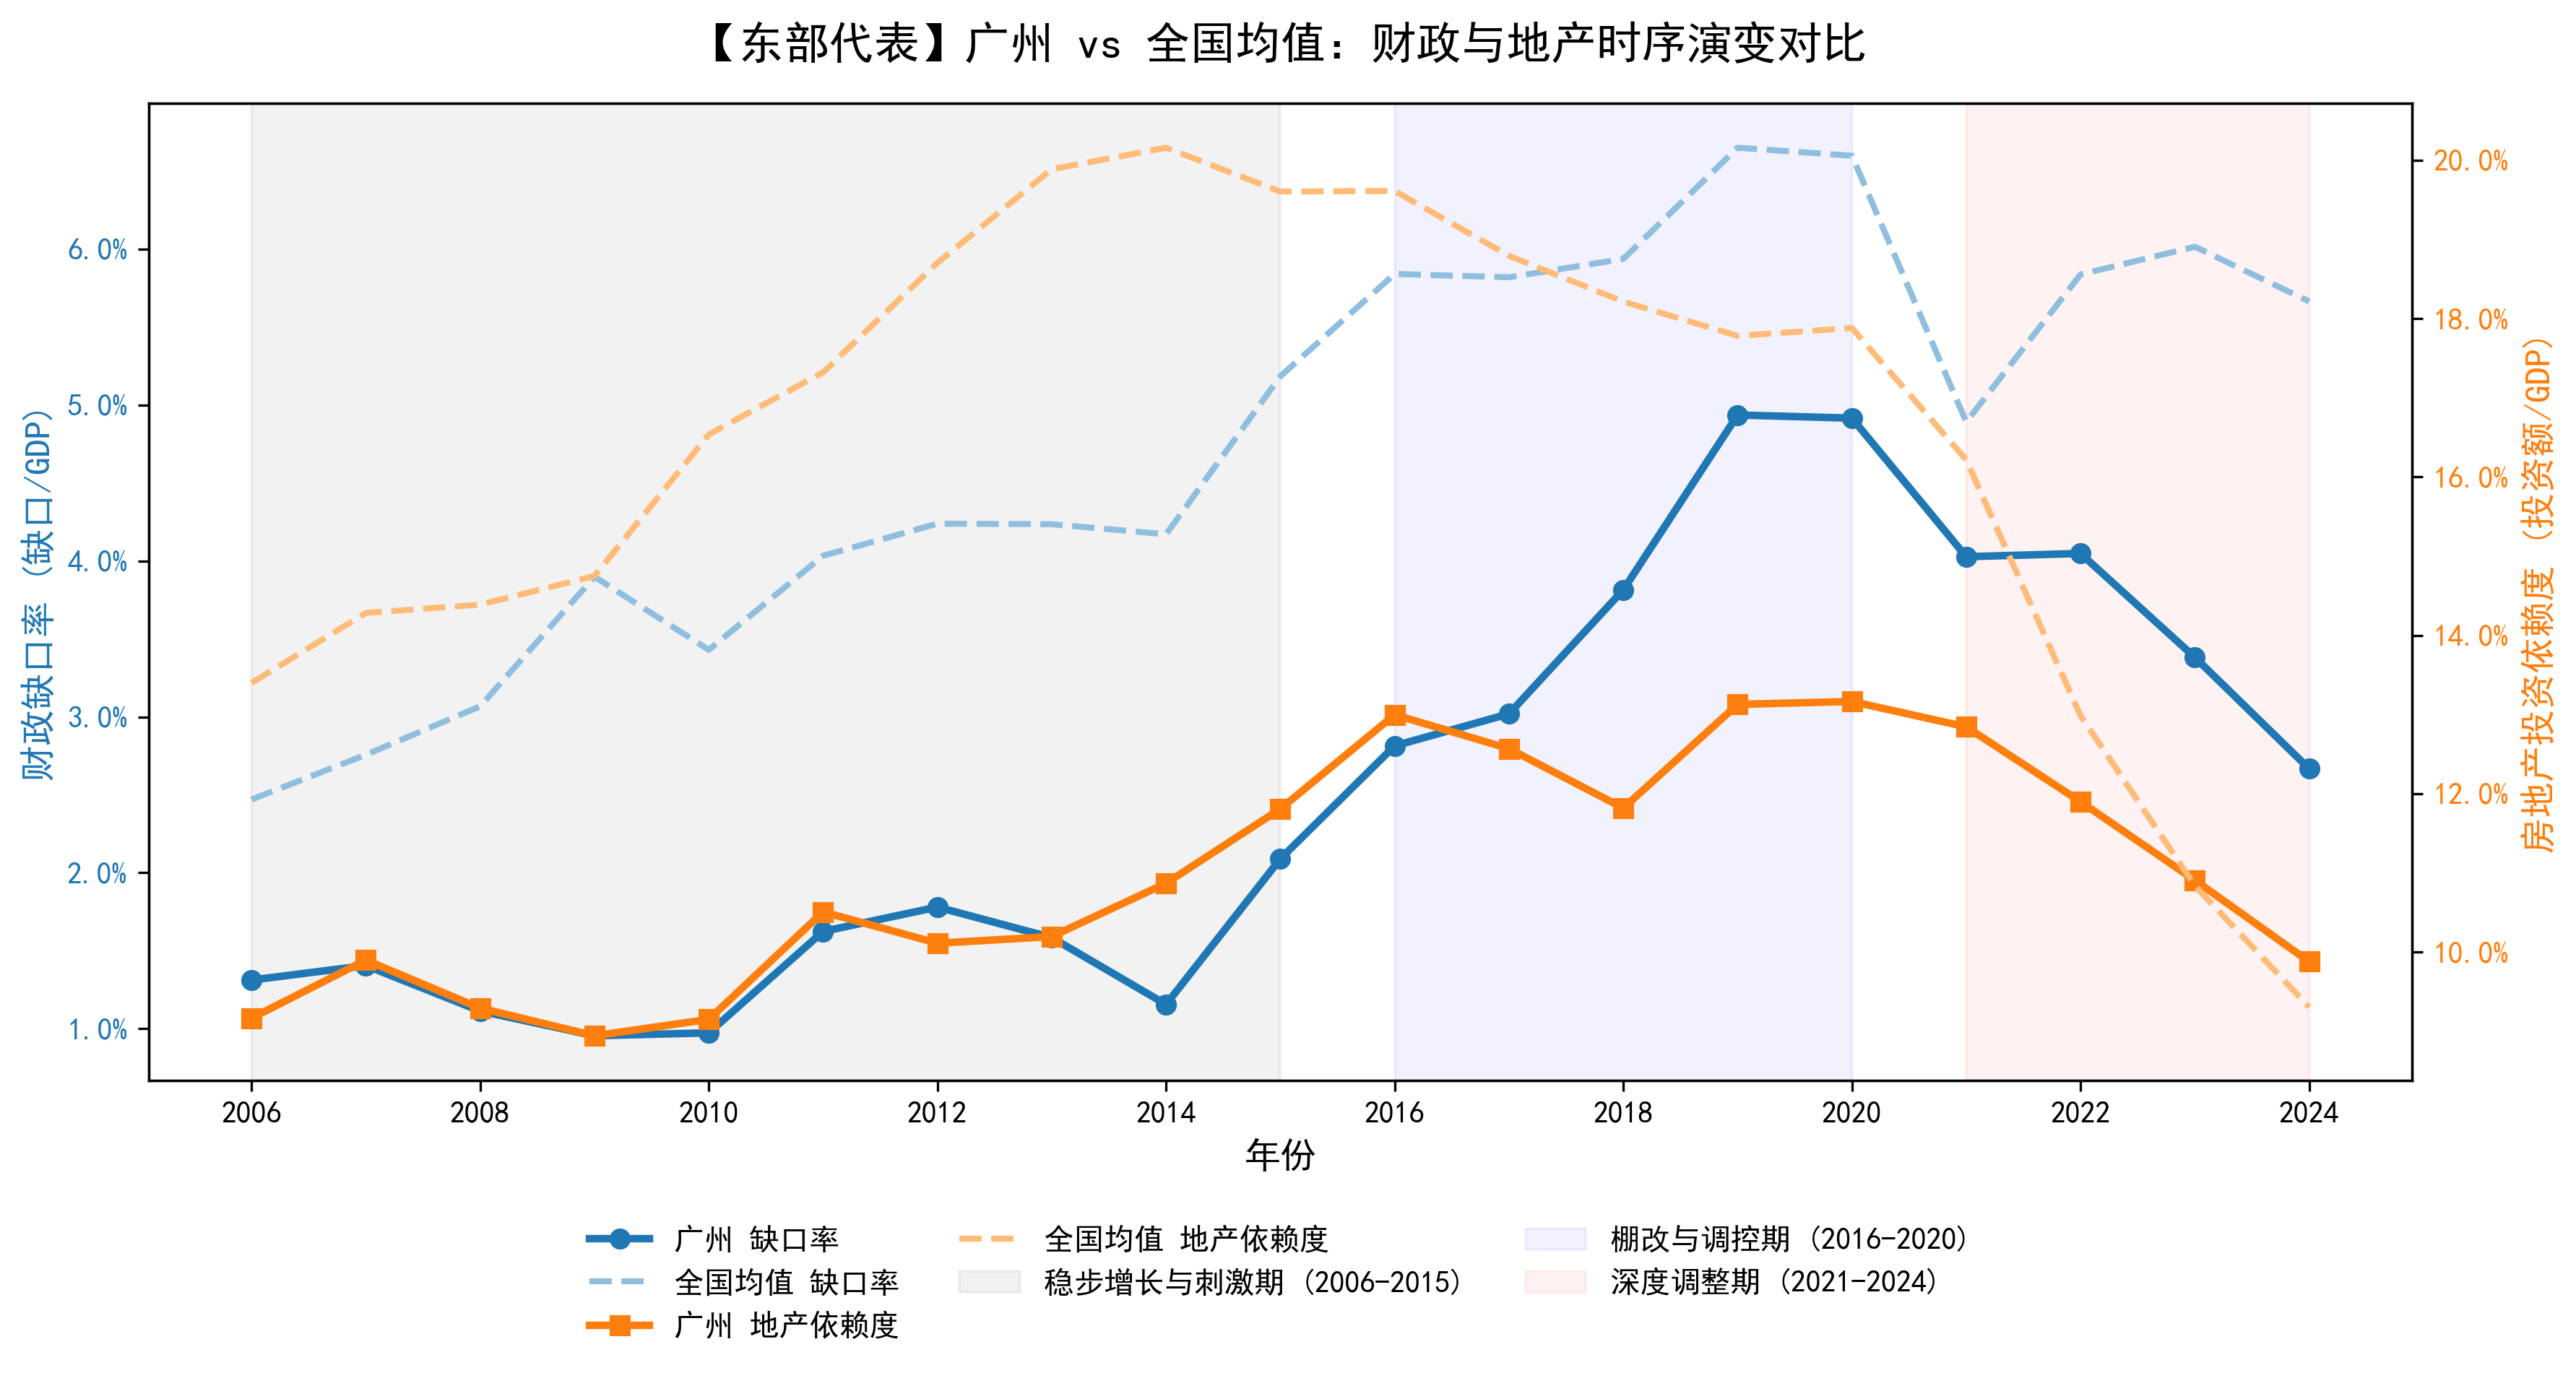 【东部代表】广州 vs 全国均值：财政与地产时序演变对比
财政缺口率 (缺口/GDP)
6.0%
5.0%
4.0%
3.0%
2.0%
1.0%
房地产投资依赖度 (投资额/GDP)
20.0%
18.0%
16.0%
14.0%
12.0%
10.0%
2006 2008 2010 2012 2014 2016 2018 2020 2022 2024
年份
广州 缺口率
全国均值 缺口率
广州 地产依赖度
全国均值 地产依赖度
稳步增长与刺激期 (2006-2015)
棚改与调控期 (2016-2020)
深度调整期 (2021-2024)